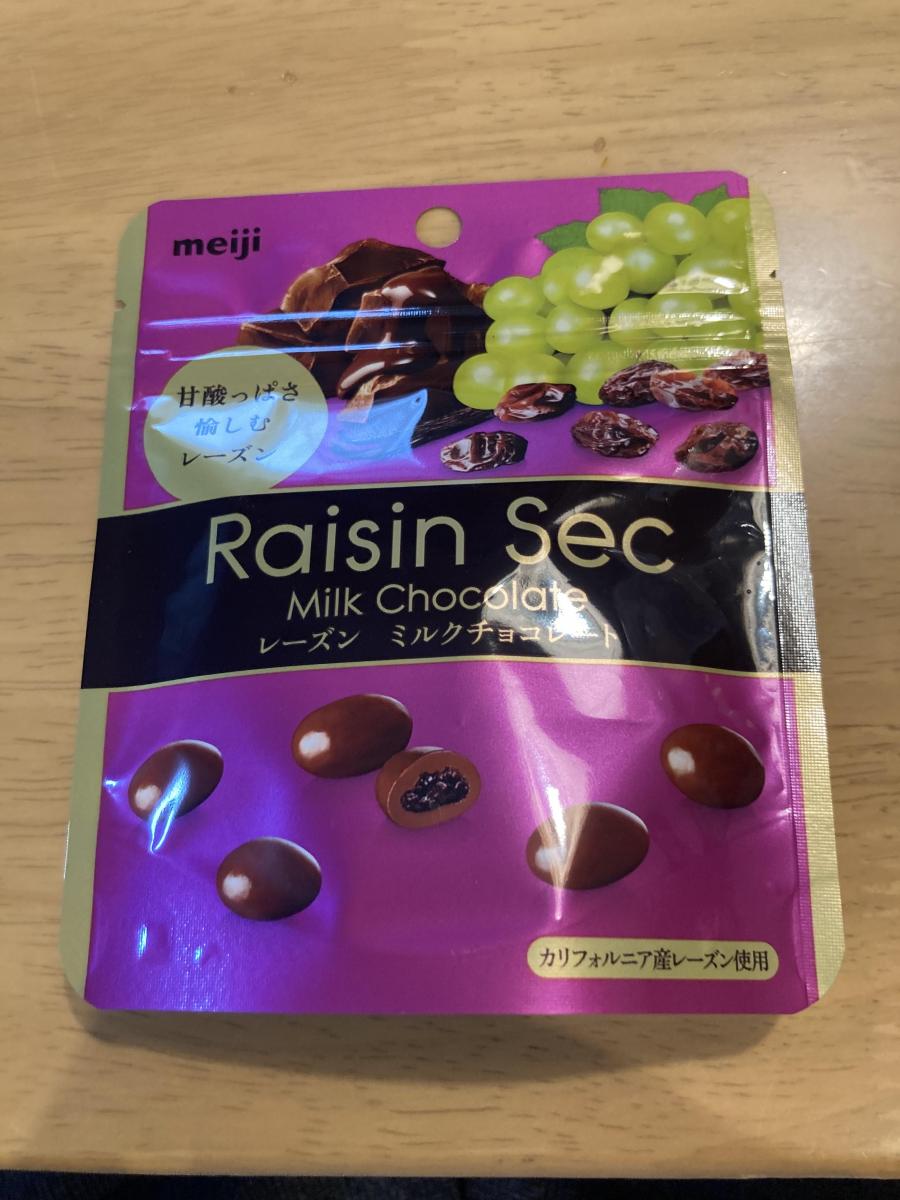 meiji
甘酸っぱさ
愉しむ
レーズン
Raisin Sec
Milk Chocolate
レーズン ミルクチョコレート
カリフォルニア産レーズン使用